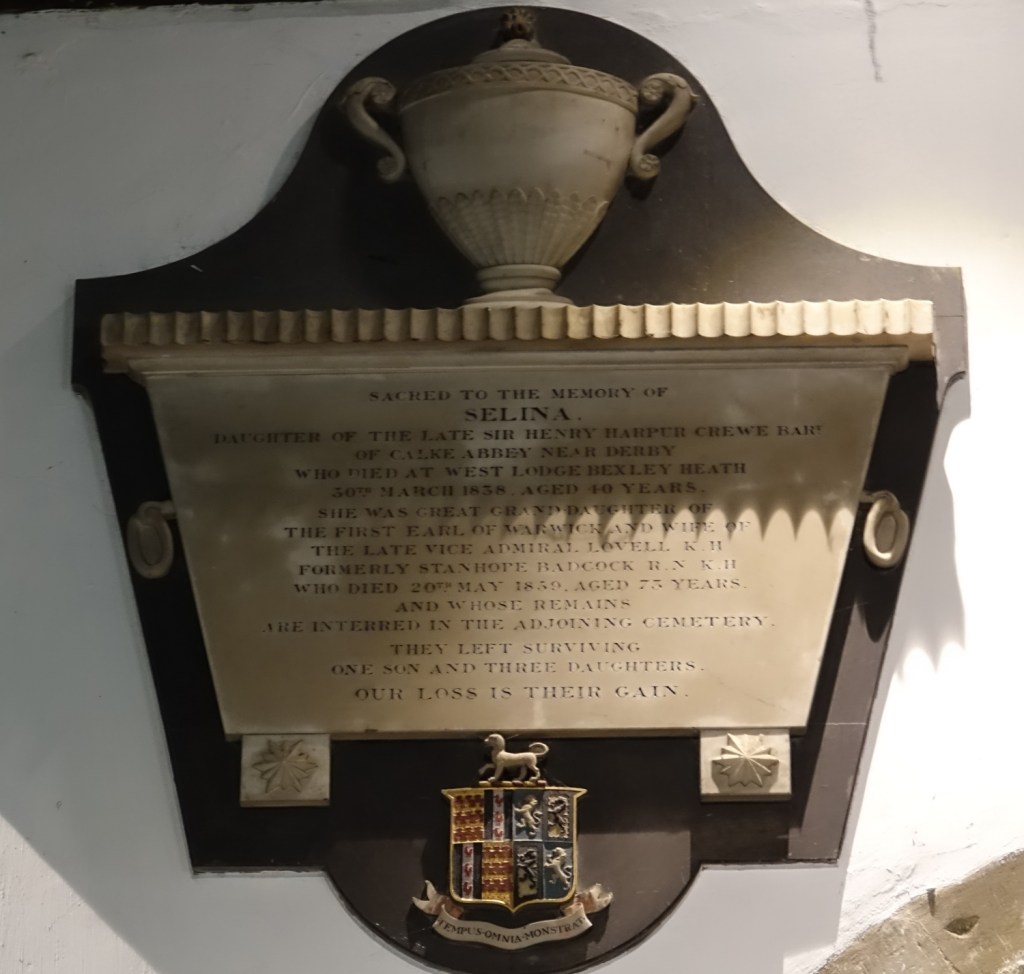 SACRED TO THE MEMORY OF
SELINA.
DAUGHTER OF THE LATE SIR HENRY HARPUR CREWE BART
OF CALKE ABBEY NEAR DERBY
WHO DIED AT WEST LODGE BEXLEY HEATH
30TH MARCH 1838, AGED 40 YEARS.
SHE WAS GREAT GRAND DAUGHTER OF
THE FIRST EARL OF WARWICK AND WIFE OF
THE LATE VICE ADMIRAL LOVELL K.H
FORMERLY STANHOPE BADCOCK R.N K.H
WHO DIED 20TH MAY 1859, AGED 73 YEARS.
AND WHOSE REMAINS
ARE INTERRED IN THE ADJOINING CEMETERY.
THEY LEFT SURVIVING
ONE SON AND THREE DAUGHTERS.
OUR LOSS IS THEIR GAIN.
TEMPUS·OMNIA·MONSTRAT